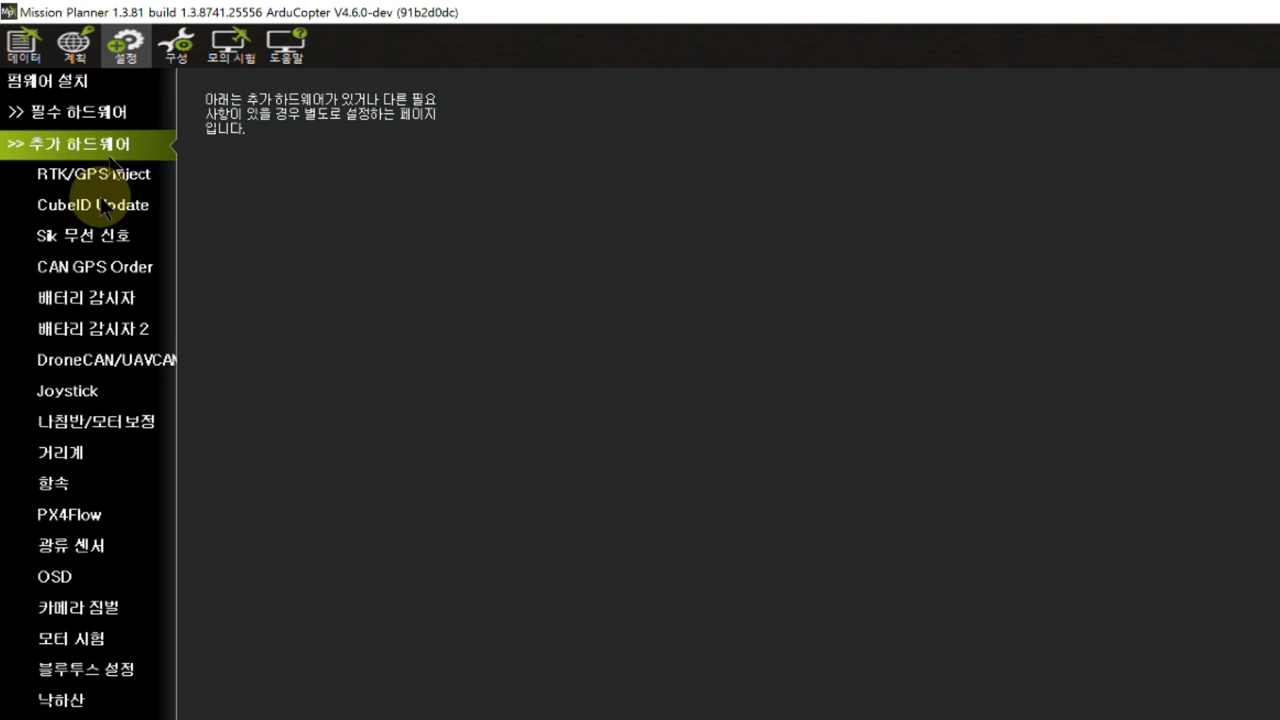 Mission Planner 1.3.81 build 1.3.8741.25556 ArduCopter V4.6.0-dev (91b2d0dc)
데이터 계획 설정 구성 모의 시험 도움말
펌웨어 설치
>> 필수 하드웨어
>> 추가 하드웨어
RTK/GPS Inject
CubeID Update
Sik 무선 신호
CAN GPS Order
배터리 감시자
배타리 감시자 2
DroneCAN/UAVCAN
Joystick
나침반/모터 보정
거리계
항속
PX4Flow
광류 센서
OSD
카메라 짐벌
모터 시험
블루투스 설정
낙하산
아래는 추가 하드웨어가 있거나 다른 필요
사항이 있을 경우 별도로 설정하는 페이지
입니다.